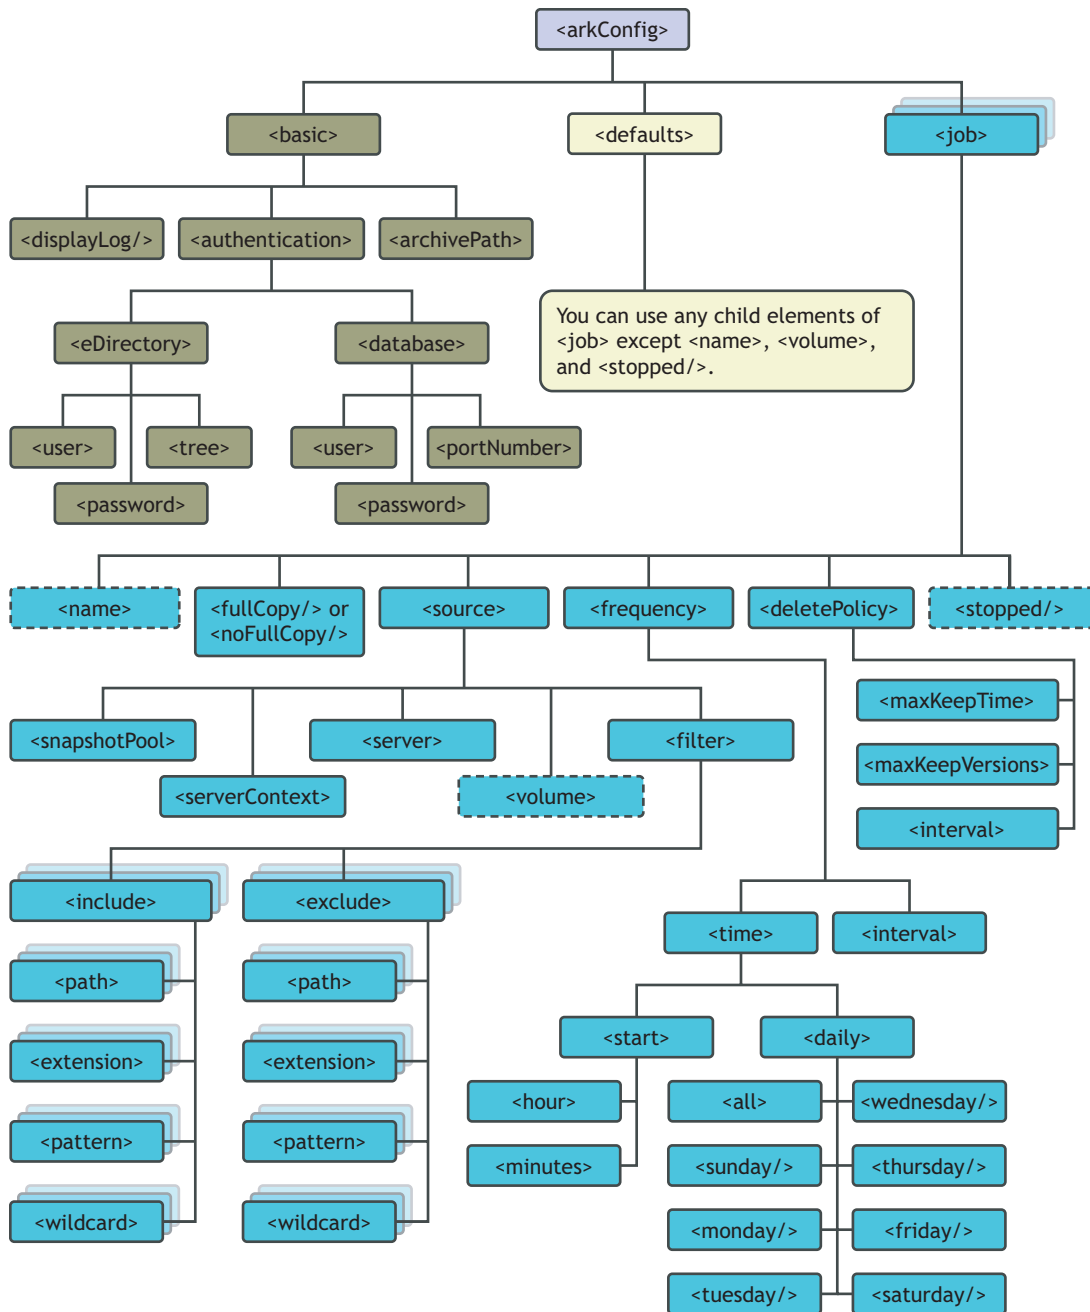 <arkConfig>
<basic>
<defaults>
<job>
<displayLog/>
<authentication>
<archivePath>
<eDirectory>
<database>
You can use any child elements of
<job> except <name>, <volume>,
and <stopped/>.
<user>
<tree>
<user>
<portNumber>
<password>
<password>
<name>
<fullCopy/> or
<noFullCopy/>
<source>
<frequency>
<deletePolicy>
<stopped/>
<maxKeepTime>
<snapshotPool>
<server>
<filter>
<maxKeepVersions>
<serverContext>
<volume>
<interval>
<include>
<exclude>
<time>
<interval>
<path>
<path>
<start>
<daily>
<extension>
<extension>
<hour>
<all>
<wednesday/>
<pattern>
<pattern>
<minutes>
<sunday/>
<thursday/>
<wildcard>
<wildcard>
<monday/>
<friday/>
<tuesday/>
<saturday/>